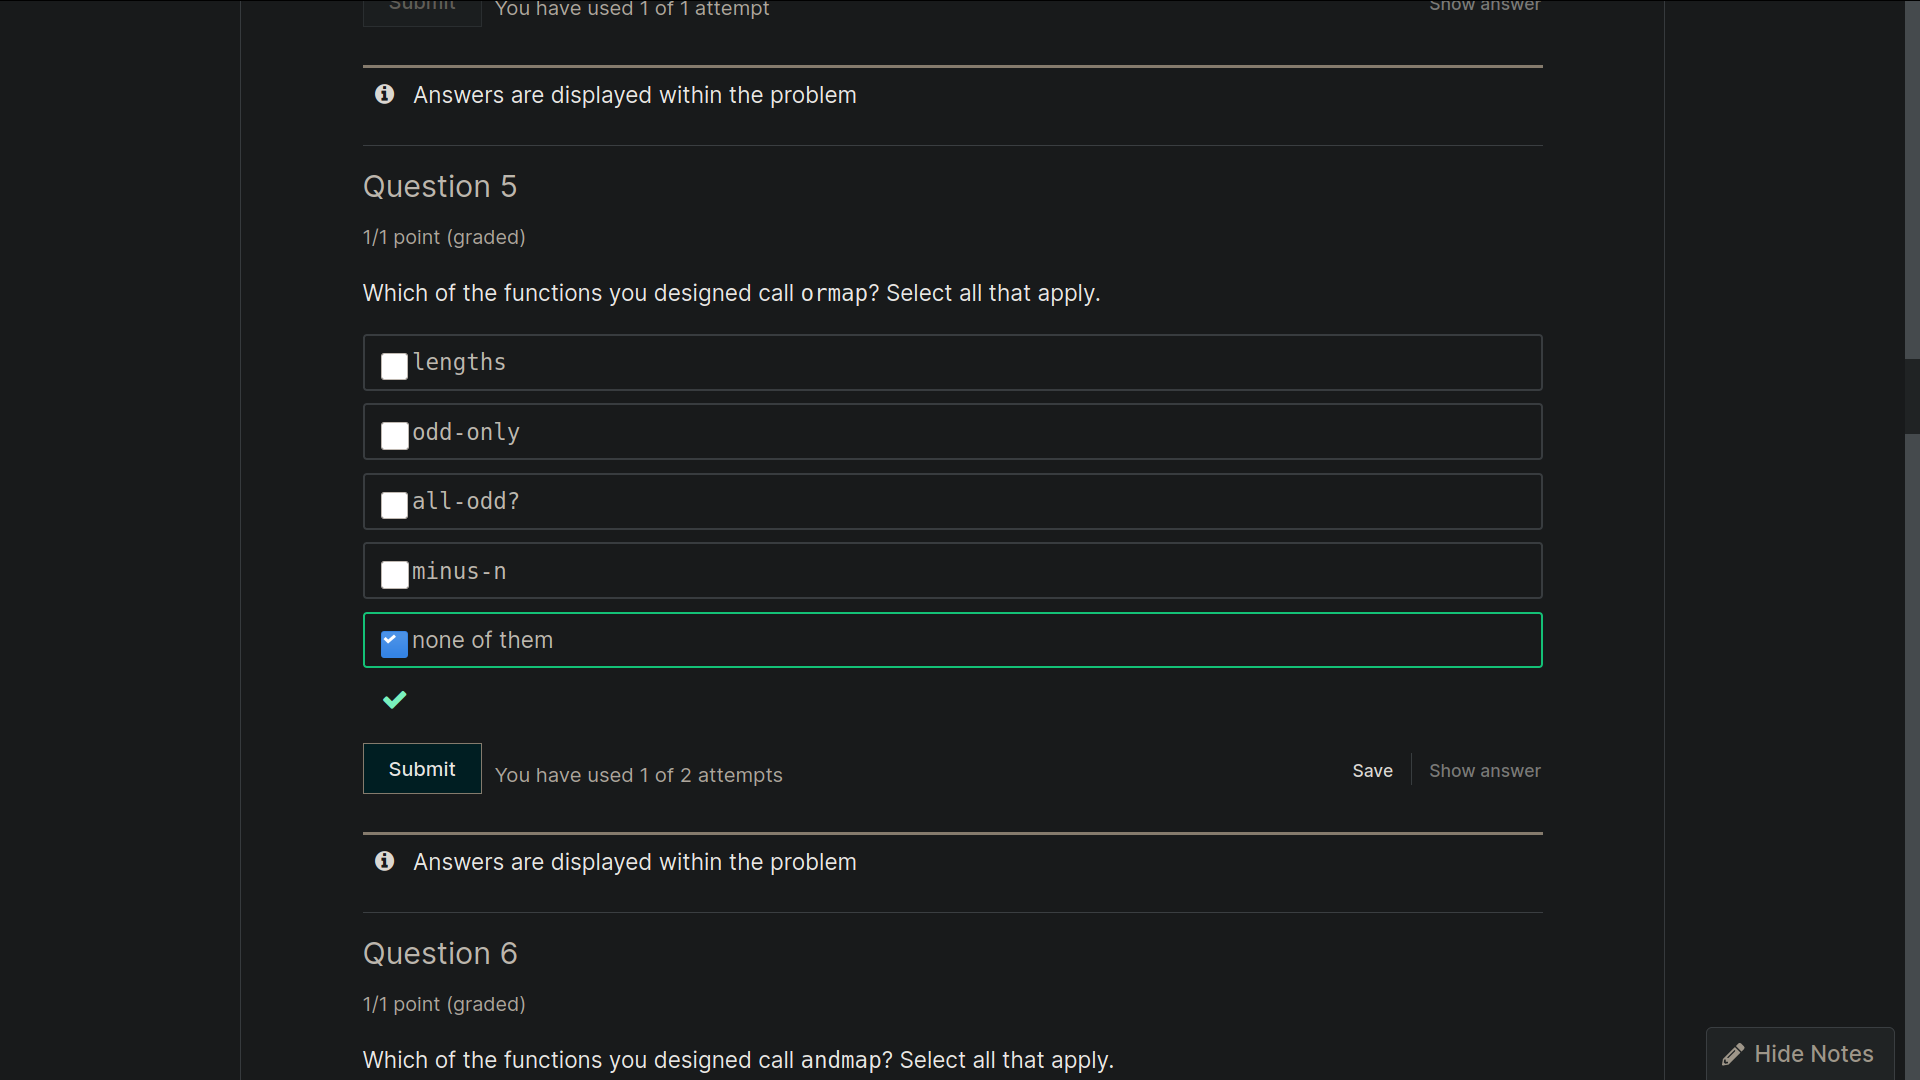 Submit
You have used 1 of 1 attempt
Show answer
Answers are displayed within the problem
Question 5
1/1 point (graded)
Which of the functions you designed call ormap? Select all that apply.
lengths
odd-only
all-odd?
minus-n
none of them
Submit
You have used 1 of 2 attempts
Save
Show answer
Answers are displayed within the problem
Question 6
1/1 point (graded)
Which of the functions you designed call andmap? Select all that apply.
Hide Notes